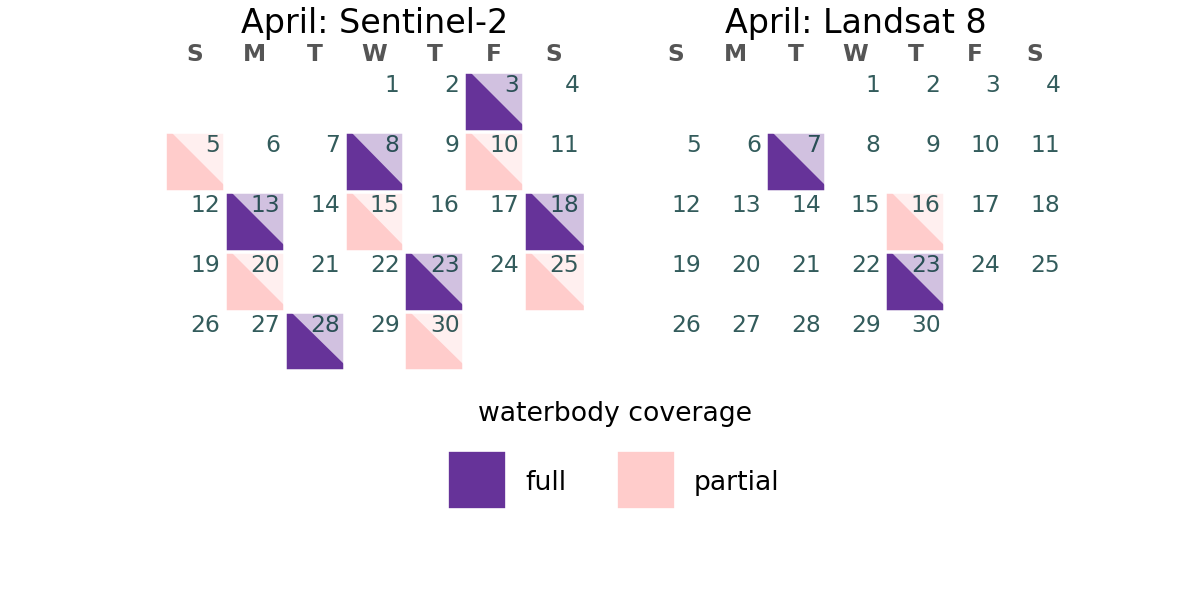 April: Sentinel-2
S M T W T F S
1 2 3 4
5 6 7 8 9 10 11
12 13 14 15 16 17 18
19 20 21 22 23 24 25
26 27 28 29 30
April: Landsat 8
S M T W T F S
1 2 3 4
5 6 7 8 9 10 11
12 13 14 15 16 17 18
19 20 21 22 23 24 25
26 27 28 29 30
waterbody coverage
full
partial